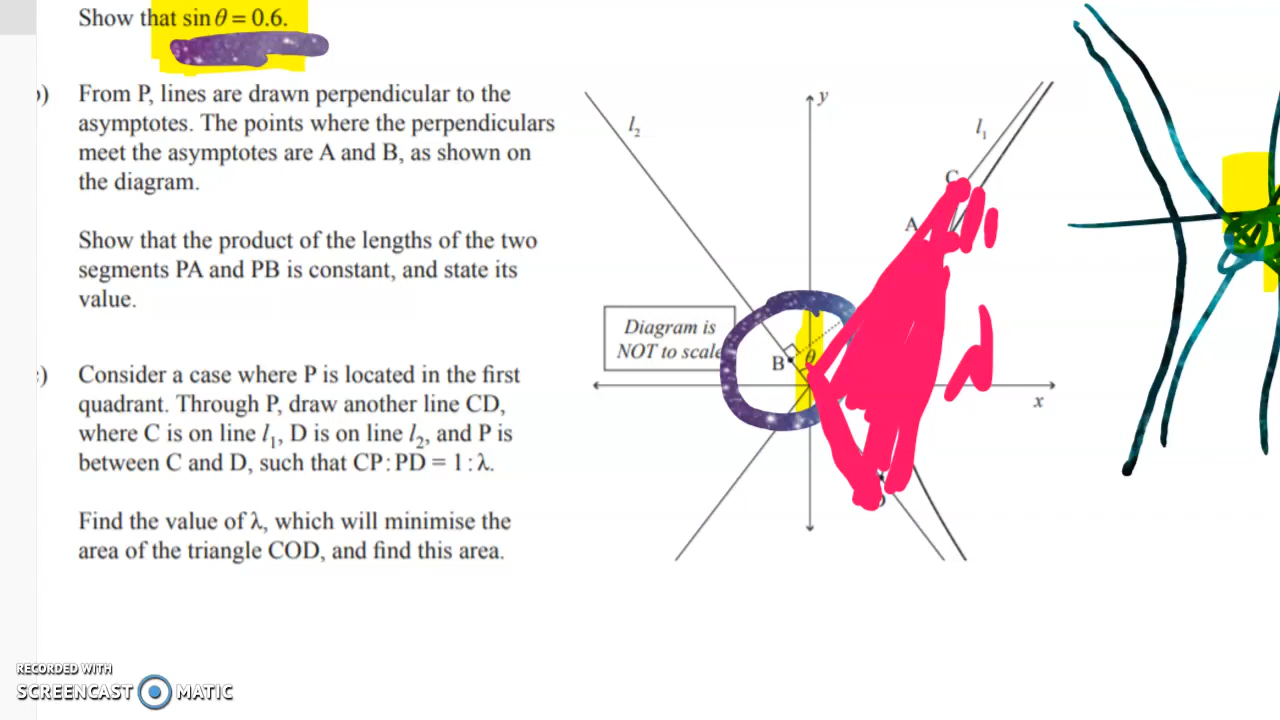 Show that sin θ = 0.6.
) From P, lines are drawn perpendicular to the
asymptotes. The points where the perpendiculars
meet the asymptotes are A and B, as shown on
the diagram.
Show that the product of the lengths of the two
segments PA and PB is constant, and state its
value.
) Consider a case where P is located in the first
quadrant. Through P, draw another line CD,
where C is on line l₁, D is on line l₂, and P is
between C and D, such that CP : PD = 1 : λ.
Find the value of λ, which will minimise the
area of the triangle COD, and find this area.
y
l₂
l₁
C
A
Diagram is
NOT to scale
B
θ
x
RECORDED WITH
SCREENCAST MATIC